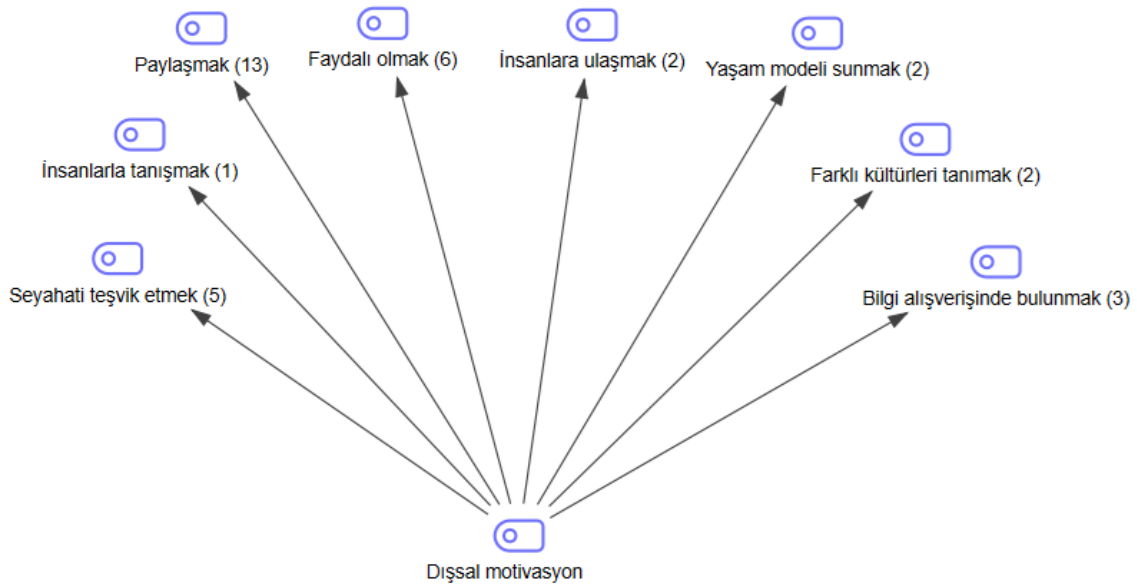 Paylaşmak (13)
Faydalı olmak (6)
İnsanlara ulaşmak (2)
Yaşam modeli sunmak (2)
İnsanlarla tanışmak (1)
Farklı kültürleri tanımak (2)
Seyahati teşvik etmek (5)
Bilgi alışverişinde bulunmak (3)
Dışsal motivasyon